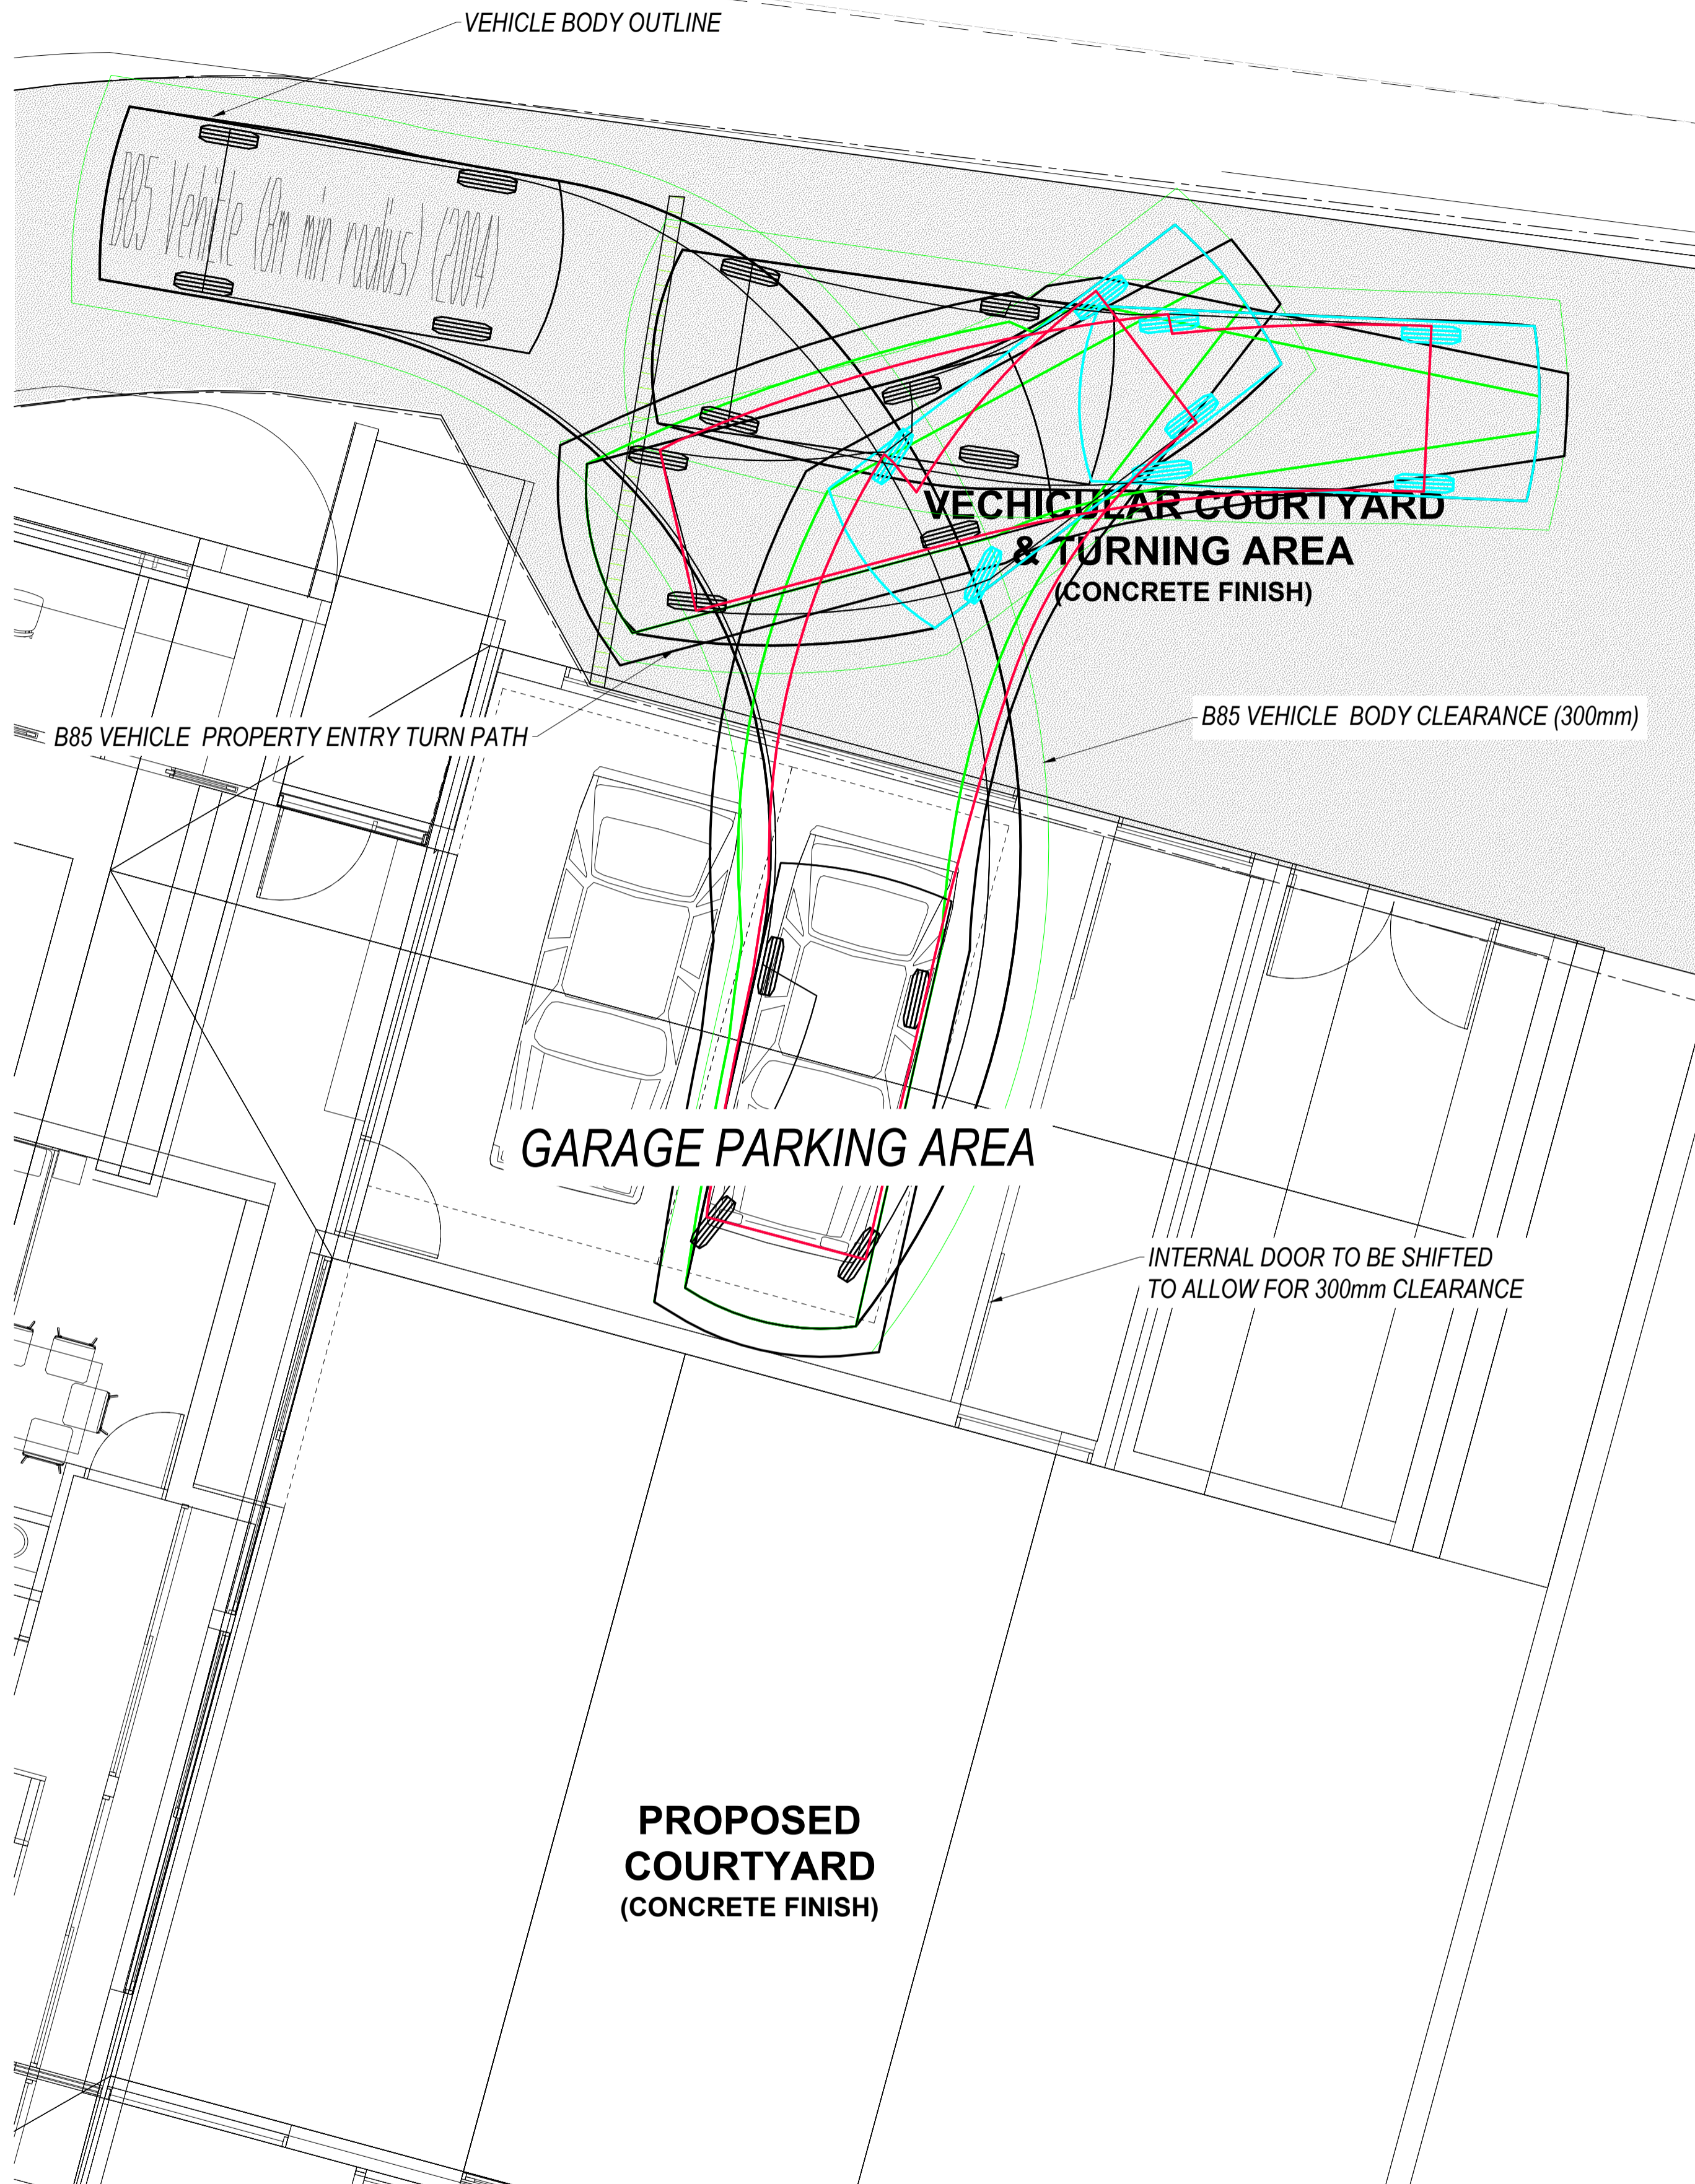 VEHICLE BODY OUTLINE
B85 Vehicle (8m min radius) (2004)
VECHICULAR COURTYARD
& TURNING AREA
(CONCRETE FINISH)
B85 VEHICLE BODY CLEARANCE (300mm)
B85 VEHICLE PROPERTY ENTRY TURN PATH
GARAGE PARKING AREA
INTERNAL DOOR TO BE SHIFTED
TO ALLOW FOR 300mm CLEARANCE
PROPOSED
COURTYARD
(CONCRETE FINISH)